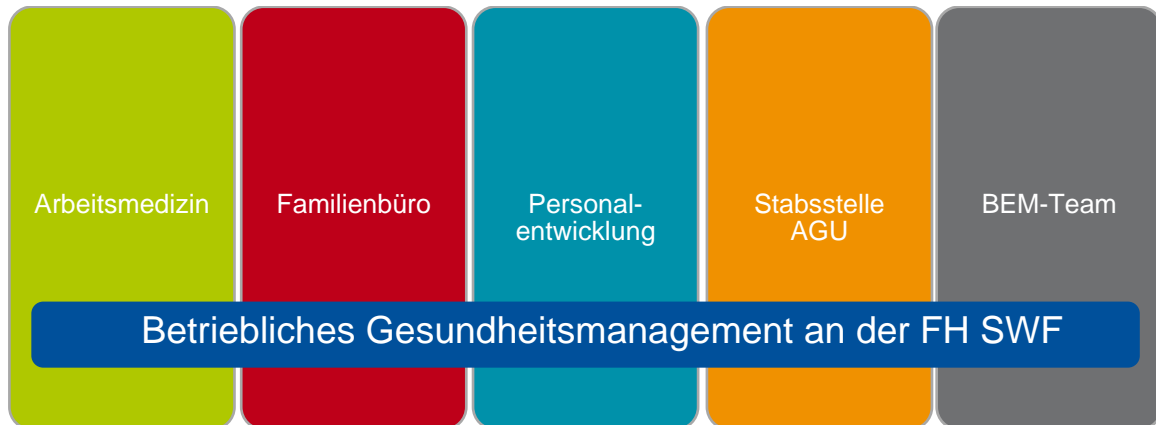 Arbeitsmedizin
Familienbüro
Personal-
entwicklung
Stabsstelle
AGU
BEM-Team
Betriebliches Gesundheitsmanagement an der FH SWF